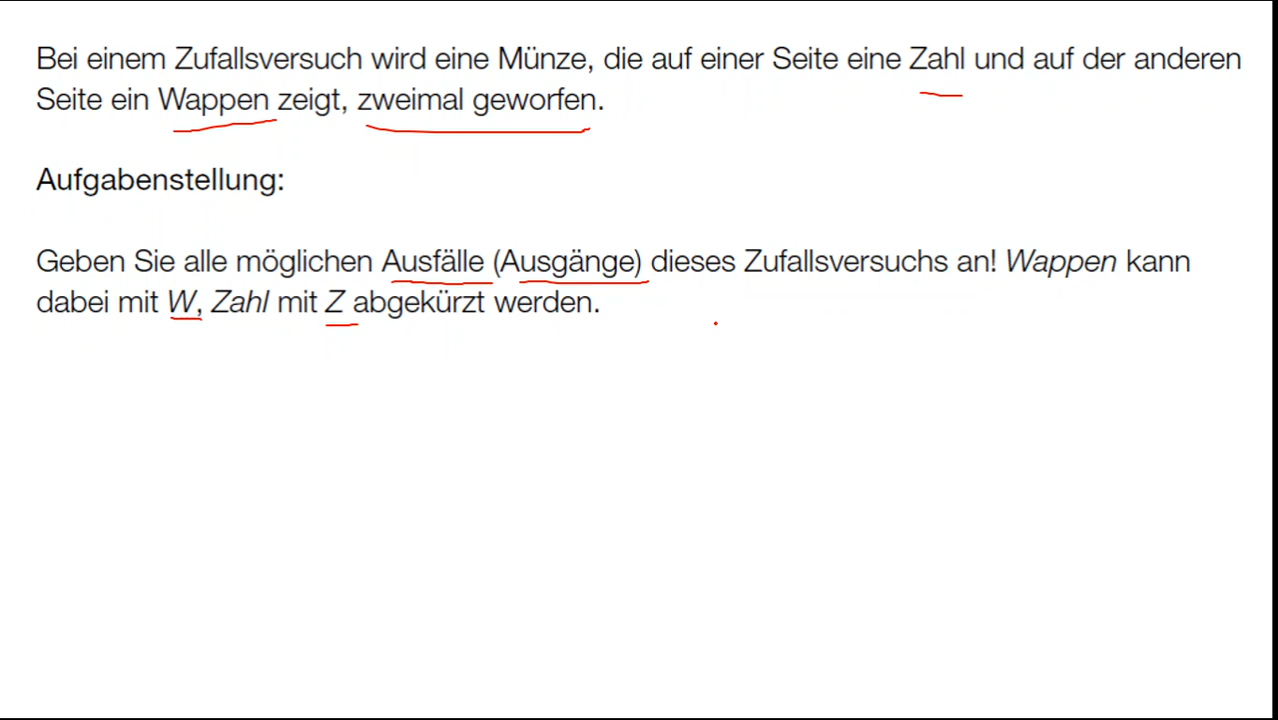 Bei einem Zufallsversuch wird eine Münze, die auf einer Seite eine Zahl und auf der anderen
Seite ein Wappen zeigt, zweimal geworfen.
Aufgabenstellung:
Geben Sie alle möglichen Ausfälle (Ausgänge) dieses Zufallsversuchs an! Wappen kann
dabei mit W, Zahl mit Z abgekürzt werden.